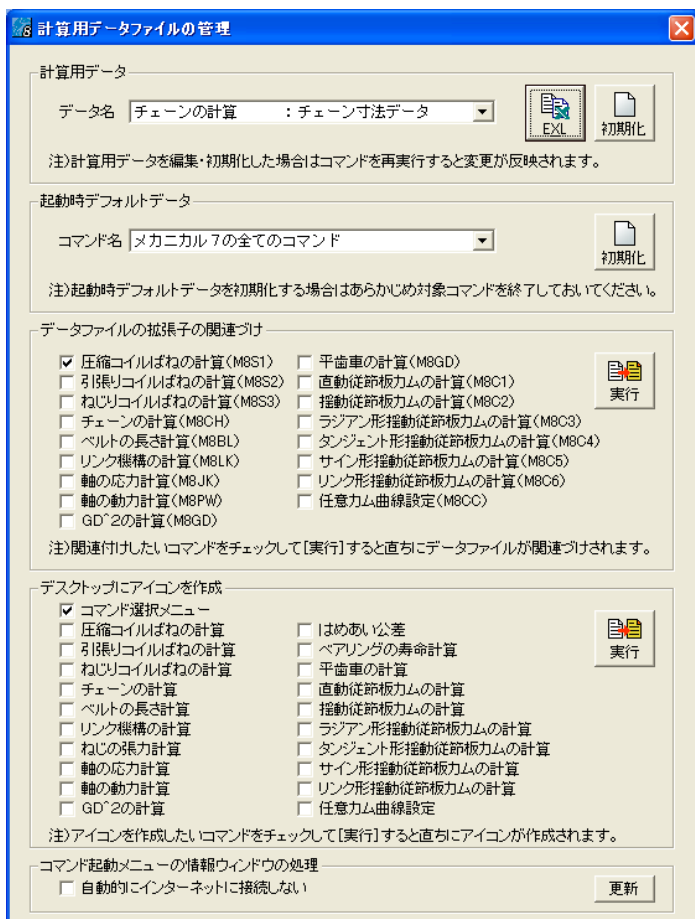 計算用データファイルの管理
計算用データ
データ名 チェーンの計算 :チェーン寸法データ
EXL
初期化
注)計算用データを編集・初期化した場合はコマンドを再実行すると変更が反映されます。
起動時デフォルトデータ
コマンド名 メカニカル7の全てのコマンド
初期化
注)起動時デフォルトデータを初期化する場合はあらかじめ対象コマンドを終了しておいてください。
データファイルの拡張子の関連づけ
圧縮コイルばねの計算(M8S1) 平歯車の計算(M8GD)
引張りコイルばねの計算(M8S2) 直動従節板カムの計算(M8C1)
ねじりコイルばねの計算(M8S3) 揺動従節板カムの計算(M8C2)
チェーンの計算(M8CH) ラジアン形揺動従節板カムの計算(M8C3)
ベルトの長さ計算(M8BL) タンジェント形揺動従節板カムの計算(M8C4)
リンク機構の計算(M8LK) サイン形揺動従節板カムの計算(M8C5)
軸の応力計算(M8JK) リンク形揺動従節板カムの計算(M8C6)
軸の動力計算(M8PW) 任意カム曲線設定(M8CC)
GD^2の計算(M8GD)
実行
注)関連付けしたいコマンドをチェックして[実行]すると直ちにデータファイルが関連づけされます。
デスクトップにアイコンを作成
コマンド選択メニュー
圧縮コイルばねの計算 はめあい公差
引張りコイルばねの計算 ベアリングの寿命計算
ねじりコイルばねの計算 平歯車の計算
チェーンの計算 直動従節板カムの計算
ベルトの長さ計算 揺動従節板カムの計算
リンク機構の計算 ラジアン形揺動従節板カムの計算
ねじの張力計算 タンジェント形揺動従節板カムの計算
軸の応力計算 サイン形揺動従節板カムの計算
軸の動力計算 リンク形揺動従節板カムの計算
GD^2の計算 任意カム曲線設定
実行
注)アイコンを作成したいコマンドをチェックして[実行]すると直ちにアイコンが作成されます。
コマンド起動メニューの情報ウィンドウの処理
自動的にインターネットに接続しない
更新